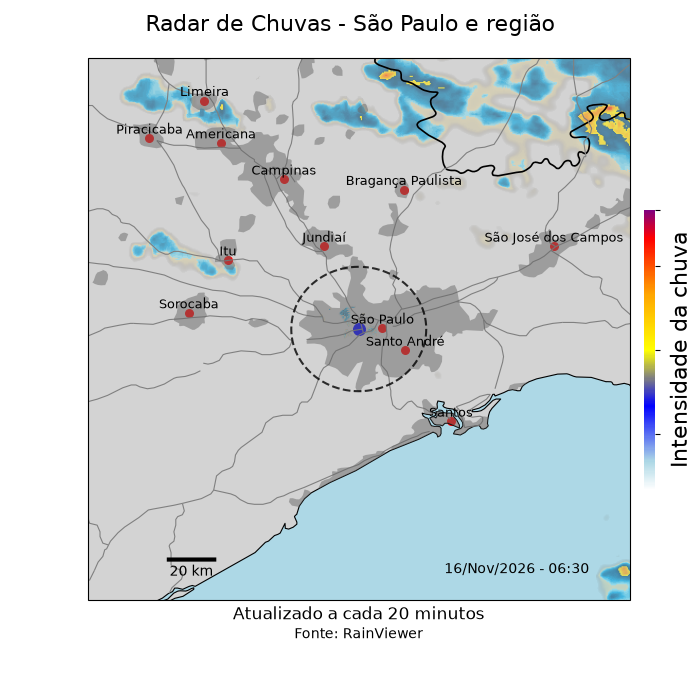 Radar de Chuvas - São Paulo e região
Limeira
Piracicaba
Americana
Campinas
Bragança Paulista
Jundiaí
São José dos Campos
Itu
Sorocaba
São Paulo
Santo André
Santos
Intensidade da chuva
20 km
16/Nov/2026 - 06:30
Atualizado a cada 20 minutos
Fonte: RainViewer